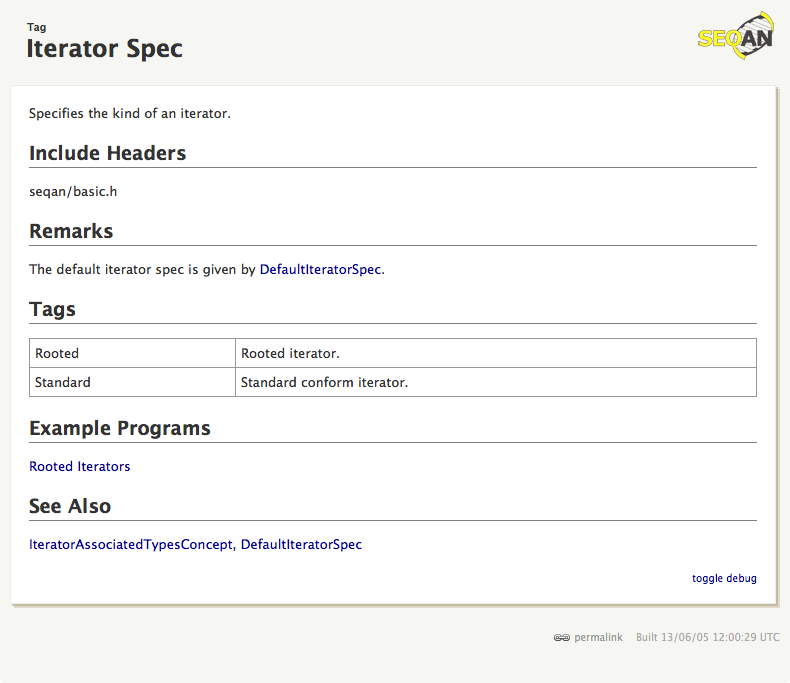 Tag
Iterator Spec
SEQAN
Specifies the kind of an iterator.
Include Headers
seqan/basic.h
Remarks
The default iterator spec is given by DefaultIteratorSpec.
Tags
Rooted Rooted iterator.
Standard Standard conform iterator.
Example Programs
Rooted Iterators
See Also
IteratorAssociatedTypesConcept, DefaultIteratorSpec
toggle debug
permalink Built 13/06/05 12:00:29 UTC